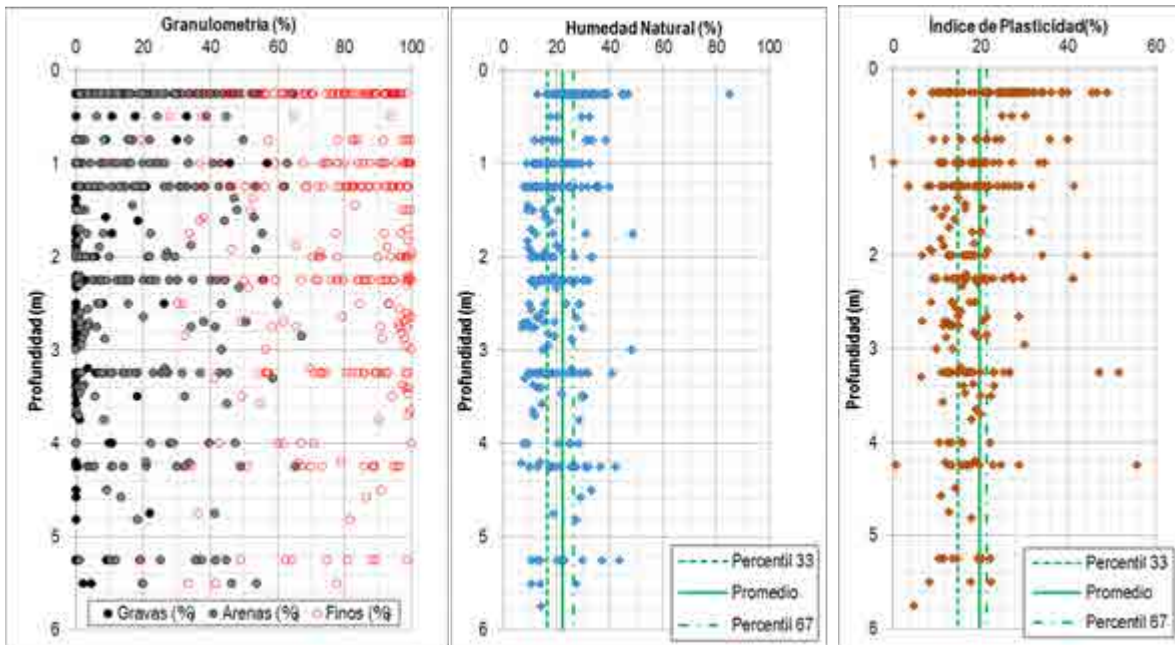 Granulometria (%)
0 20 40 60 80 100
Profundidad (m)
0
1
2
3
4
5
6
Gravas (%) Arenas (%) Finos (%)
Humedad Natural (%)
0 20 40 60 80 100
Profundidad (m)
0
1
2
3
4
5
6
Percentil 33
Promedio
Percentil 67
Índice de Plasticidad(%)
0 20 40 60
Profundidad (m)
0
1
2
3
4
5
6
Percentil 33
Promedio
Percentil 67